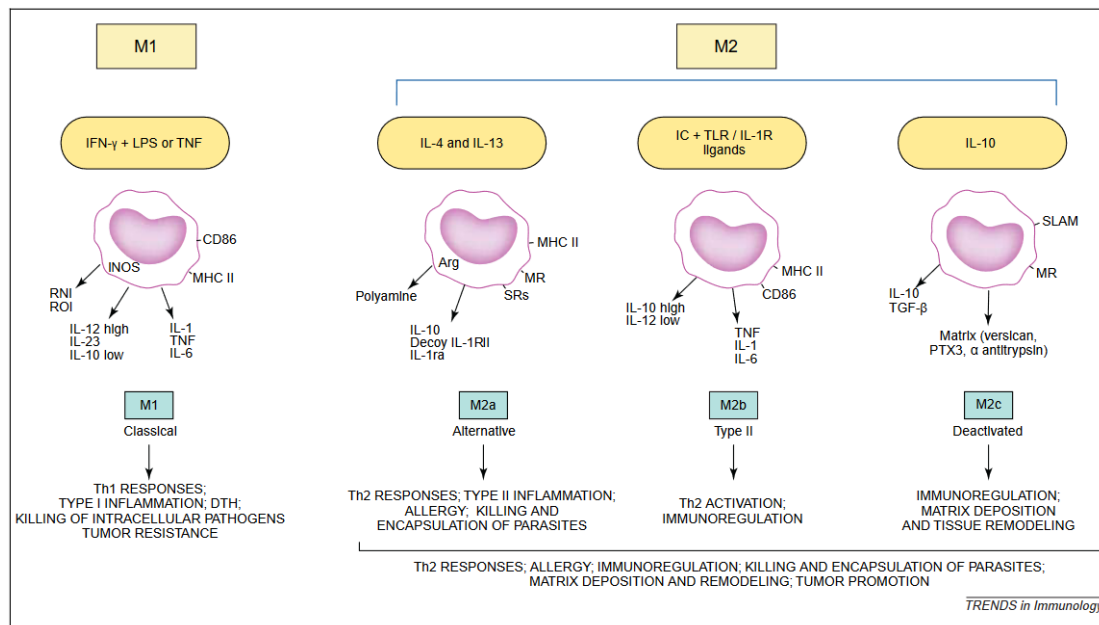 M1
M2
IFN-γ + LPS or TNF
IL-4 and IL-13
IC + TLR / IL-1R
ligands
IL-10
CD86
MHC II
INOS
RNI
ROI
IL-12 high
IL-23
IL-10 low
IL-1
TNF
IL-6
MHC II
MR
SRs
Arg
Polyamine
IL-10
Decoy IL-1RII
IL-1ra
MHC II
CD86
IL-10 high
IL-12 low
TNF
IL-1
IL-6
SLAM
MR
IL-10
TGF-β
Matrix (versican,
PTX3, α antitrypsin)
M1
Classical
M2a
Alternative
M2b
Type II
M2c
Deactivated
Th1 RESPONSES;
TYPE I INFLAMMATION; DTH;
KILLING OF INTRACELLULAR PATHOGENS
TUMOR RESISTANCE
Th2 RESPONSES; TYPE II INFLAMMATION;
ALLERGY; KILLING AND
ENCAPSULATION OF PARASITES
Th2 ACTIVATION;
IMMUNOREGULATION
IMMUNOREGULATION;
MATRIX DEPOSITION
AND TISSUE REMODELING
Th2 RESPONSES; ALLERGY; IMMUNOREGULATION; KILLING AND ENCAPSULATION OF PARASITES;
MATRIX DEPOSITION AND REMODELING; TUMOR PROMOTION
TRENDS in Immunology